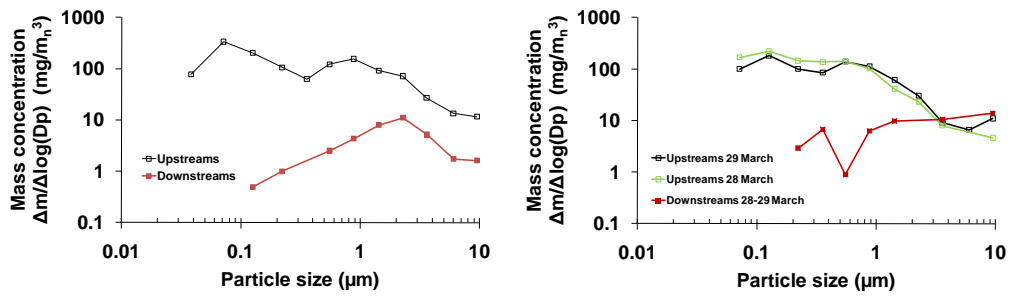 Mass concentration
Δm/Δlog(Dp) (mg/mₙ³)
1000
100
10
1
0.1
Upstreams
Downstreams
0.01
0.1
1
10
Particle size (µm)
Mass concentration
Δm/Δlog(Dp) (mg/mₙ³)
1000
100
10
1
0.1
Upstreams 29 March
Upstreams 28 March
Downstreams 28-29 March
0.01
0.1
1
10
Particle size (µm)